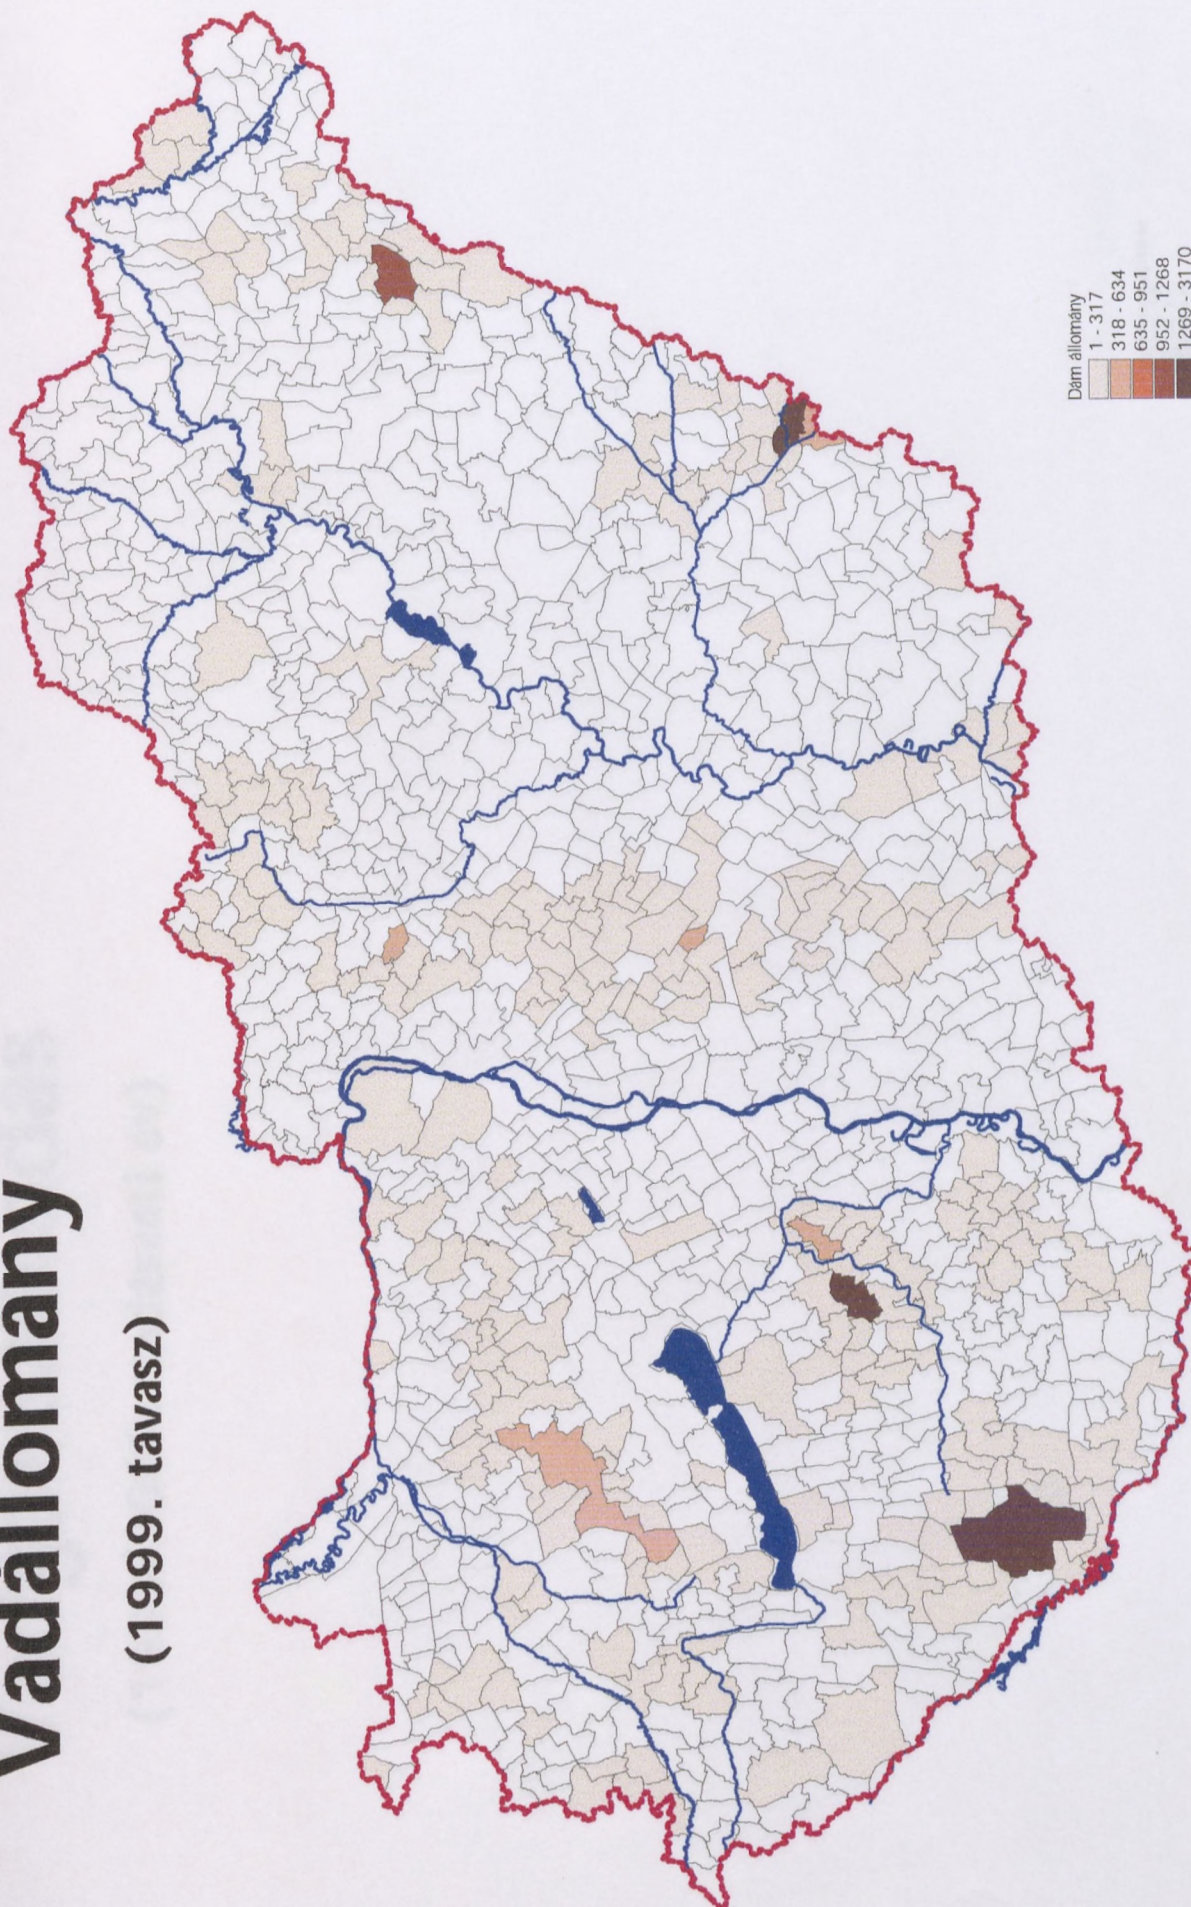 Vadállomány
(1999. tavasz)
Dám állomány
1 - 317
318 - 634
635 - 951
952 - 1268
1269 - 3170